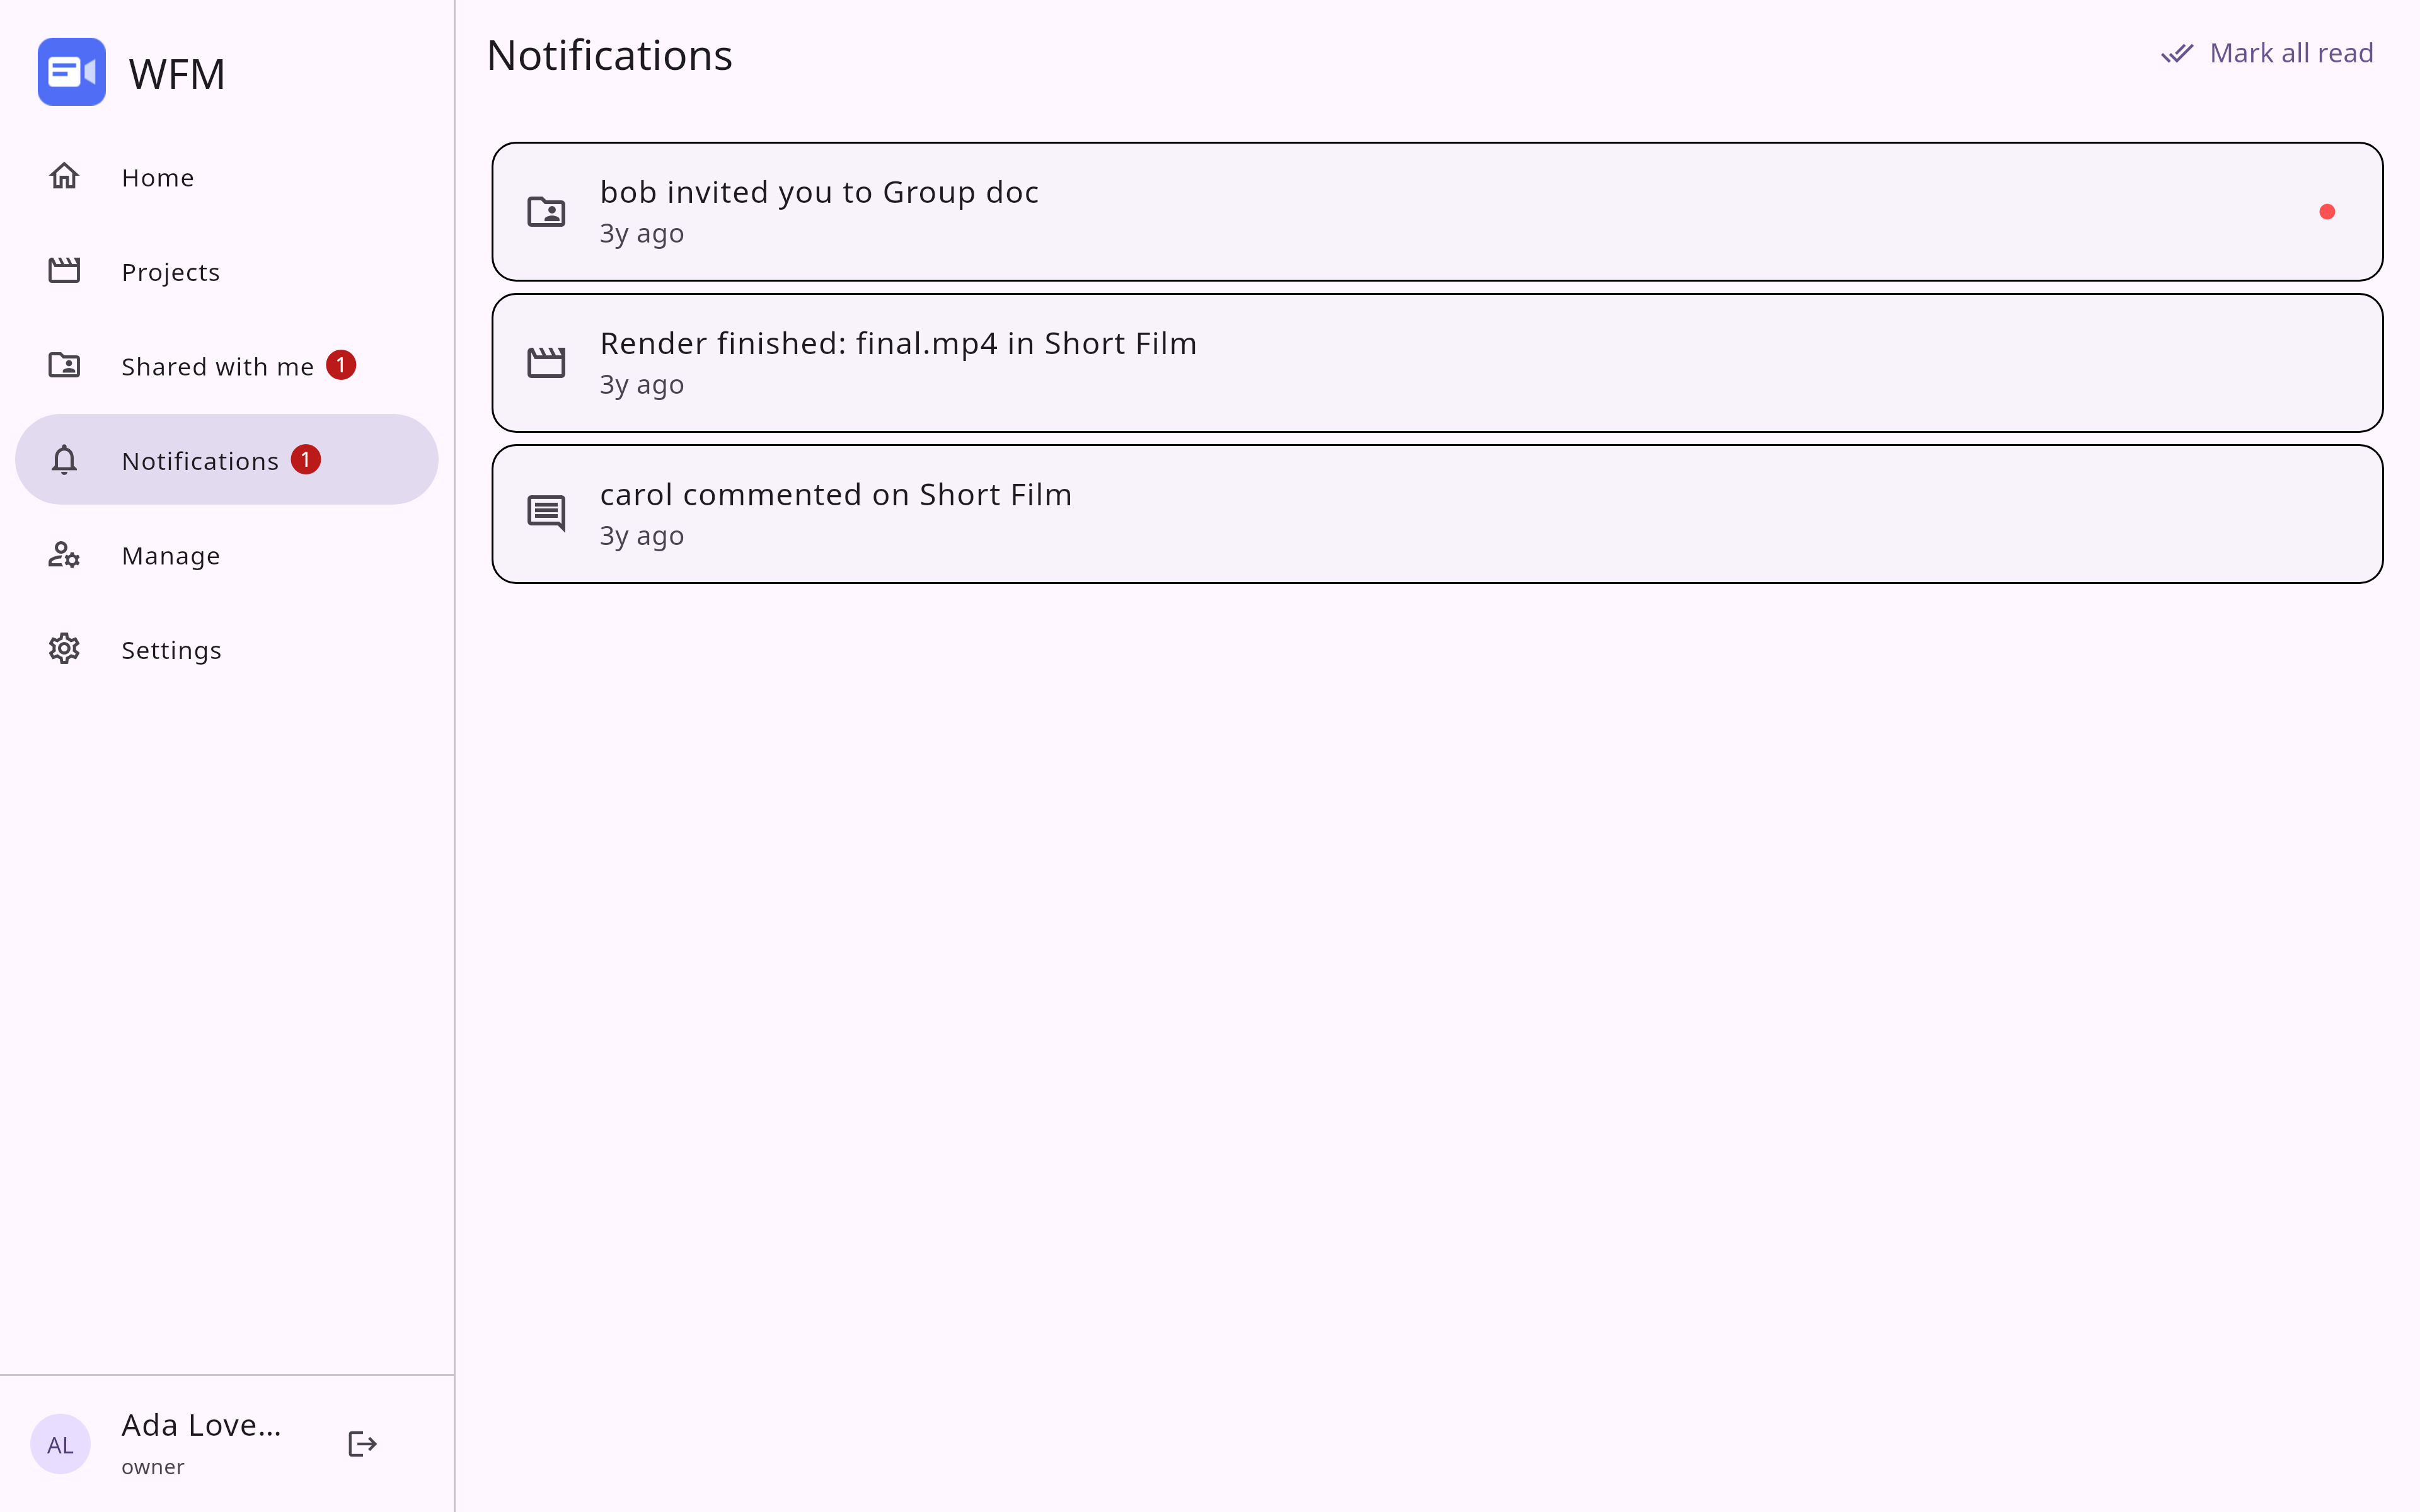 WFM
Home
Projects
Shared with me 1
Notifications 1
Manage
Settings
AL
Ada Love...
owner
Notifications
Mark all read
bob invited you to Group doc
3y ago
Render finished: final.mp4 in Short Film
3y ago
carol commented on Short Film
3y ago